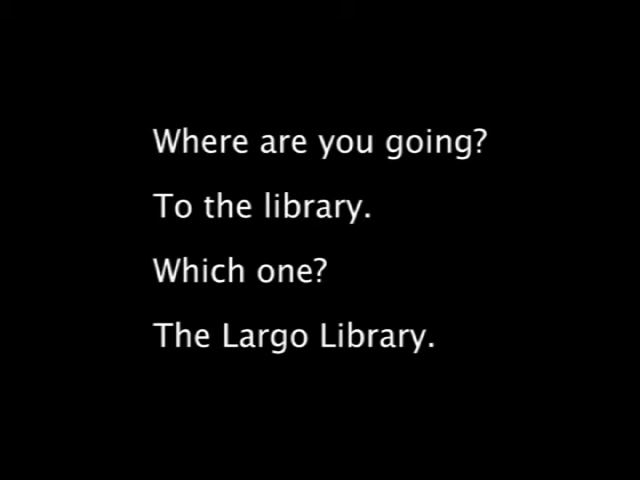 Where are you going?
To the library.
Which one?
The Largo Library.